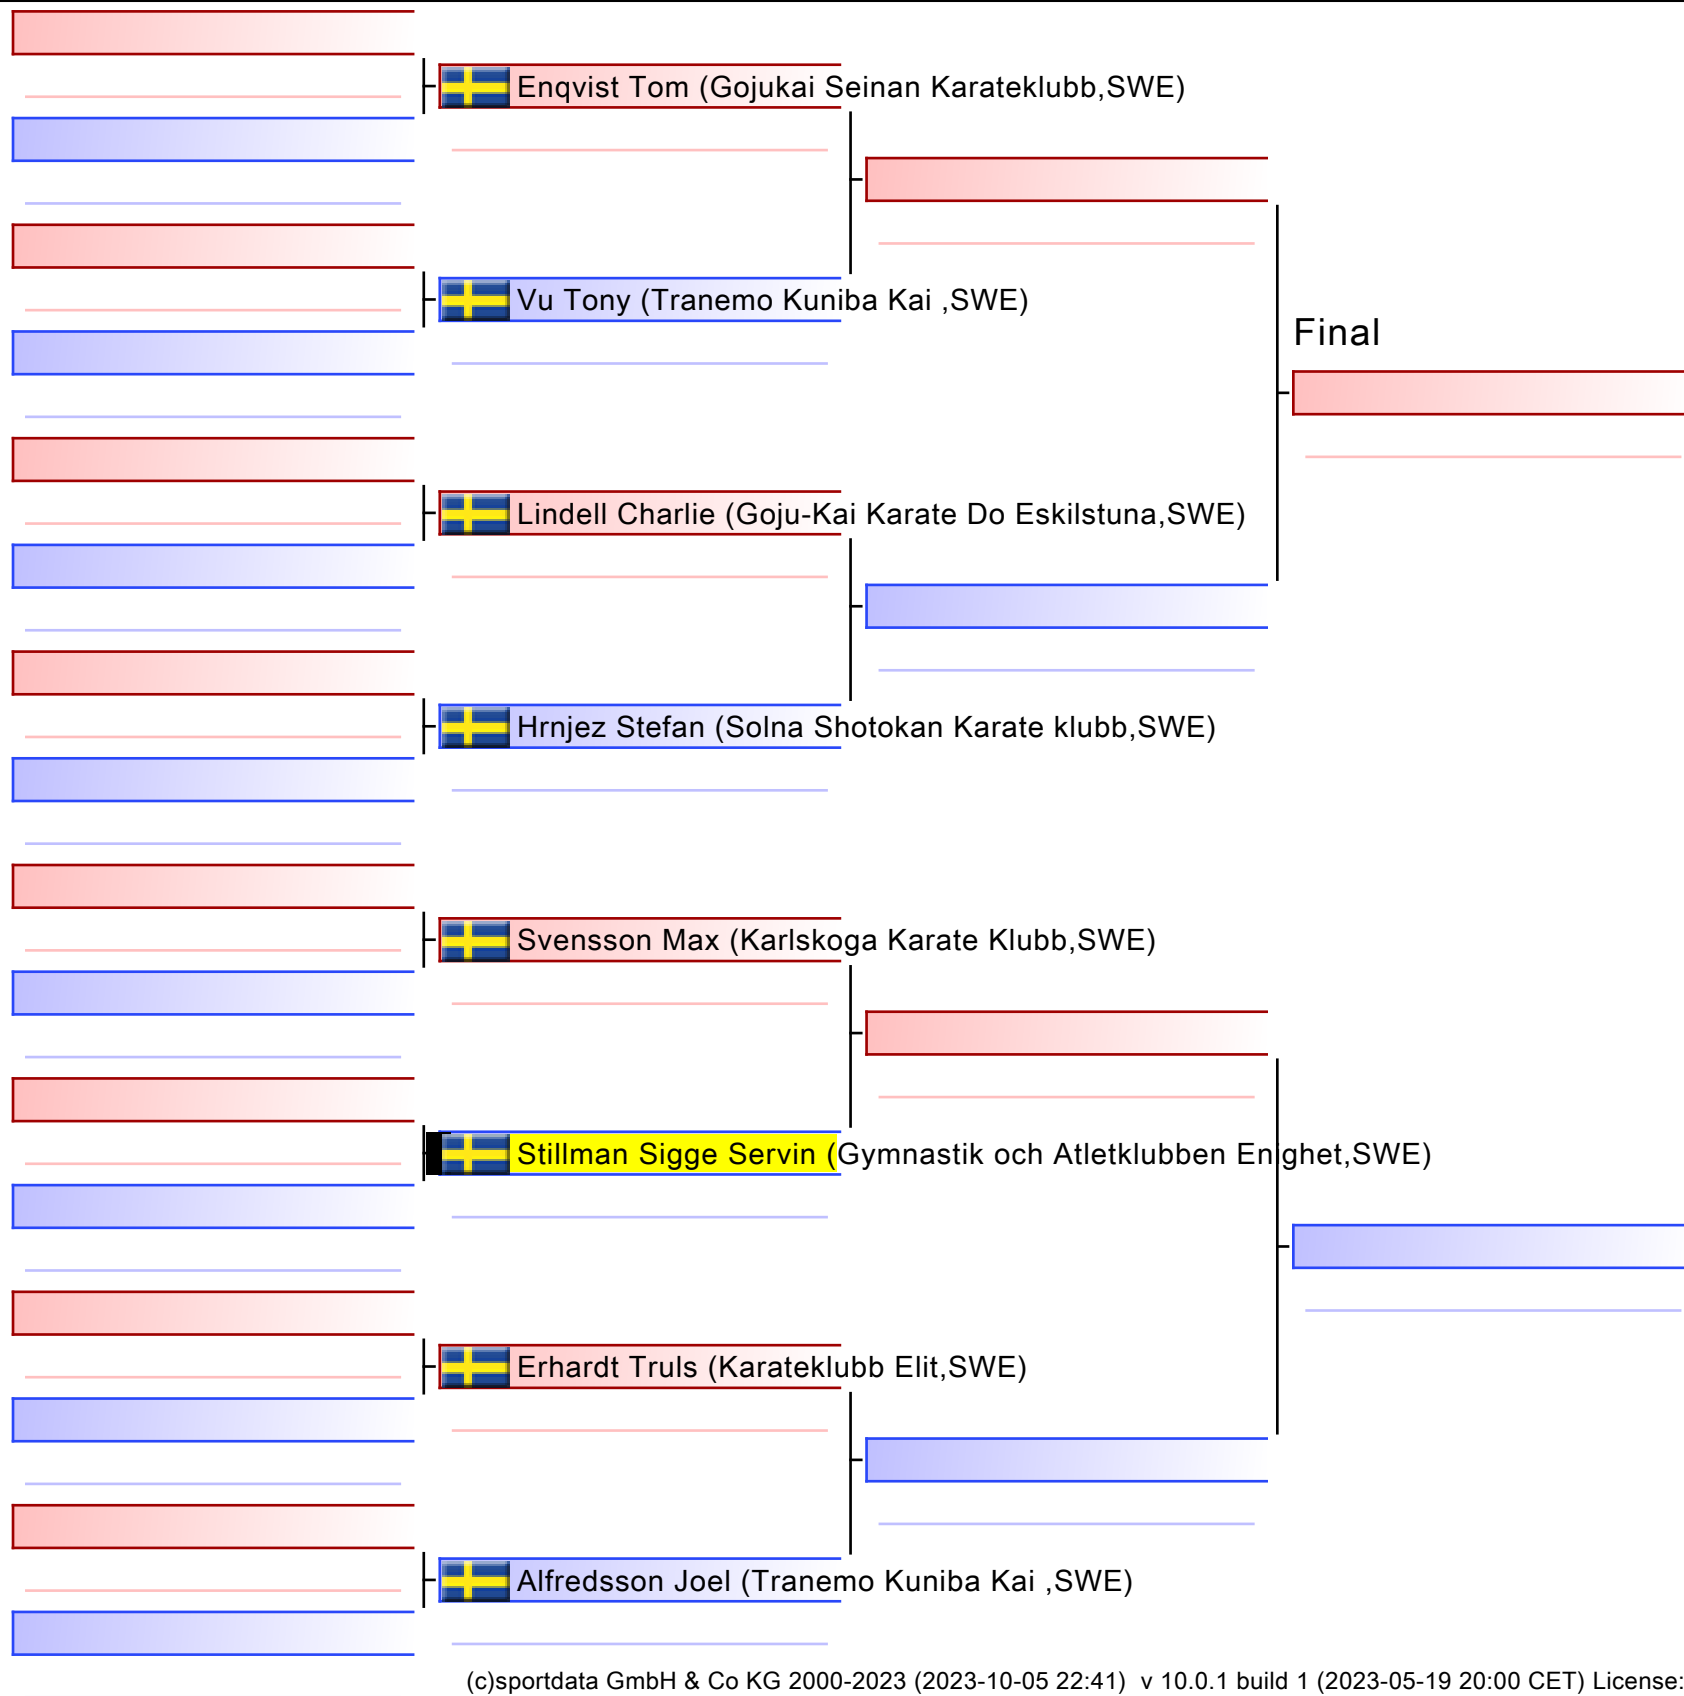 Enqvist Tom (Gojukai Seinan Karateklubb,SWE)
Vu Tony (Tranemo Kuniba Kai ,SWE)
Final
Lindell Charlie (Goju-Kai Karate Do Eskilstuna,SWE)
Hrnjez Stefan (Solna Shotokan Karate klubb,SWE)
Svensson Max (Karlskoga Karate Klubb,SWE)
Stillman Sigge Servin (Gymnastik och Atletklubben Enighet,SWE)
Erhardt Truls (Karateklubb Elit,SWE)
Alfredsson Joel (Tranemo Kuniba Kai ,SWE)
(c)sportdata GmbH & Co KG 2000-2023 (2023-10-05 22:41) v 10.0.1 build 1 (2023-05-19 20:00 CET) License: